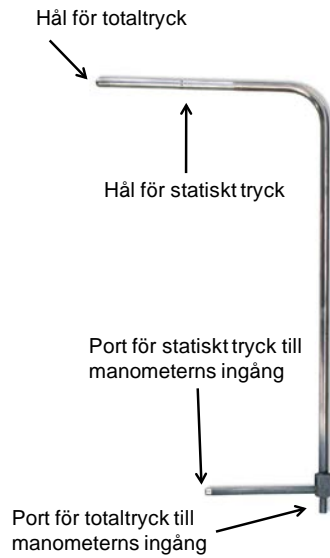 Hål för totaltryck
Hål för statiskt tryck
Port för statiskt tryck till
manometerns ingång
Port för totaltryck till
manometerns ingång